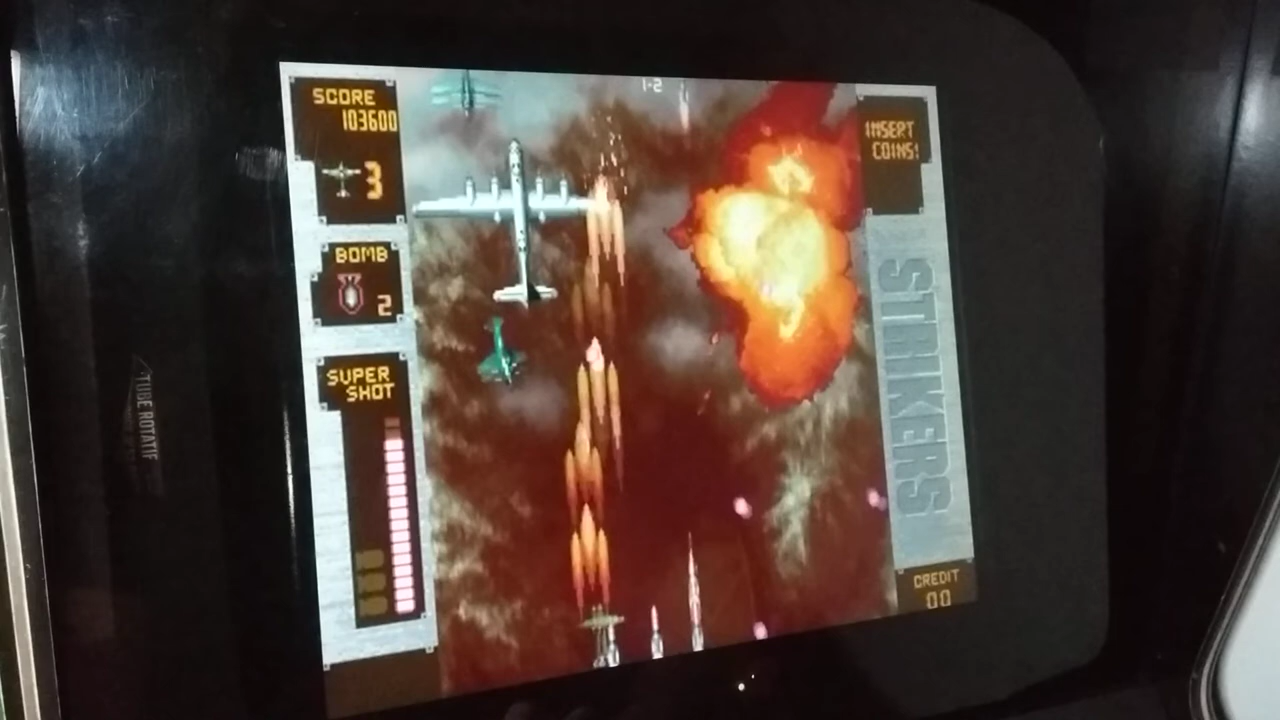 SCORE
103600
3
BOMB
2
SUPER
SHOT
1-2
INSERT
COINS!
STRIKERS
CREDIT
00
TUBE ROTATIF